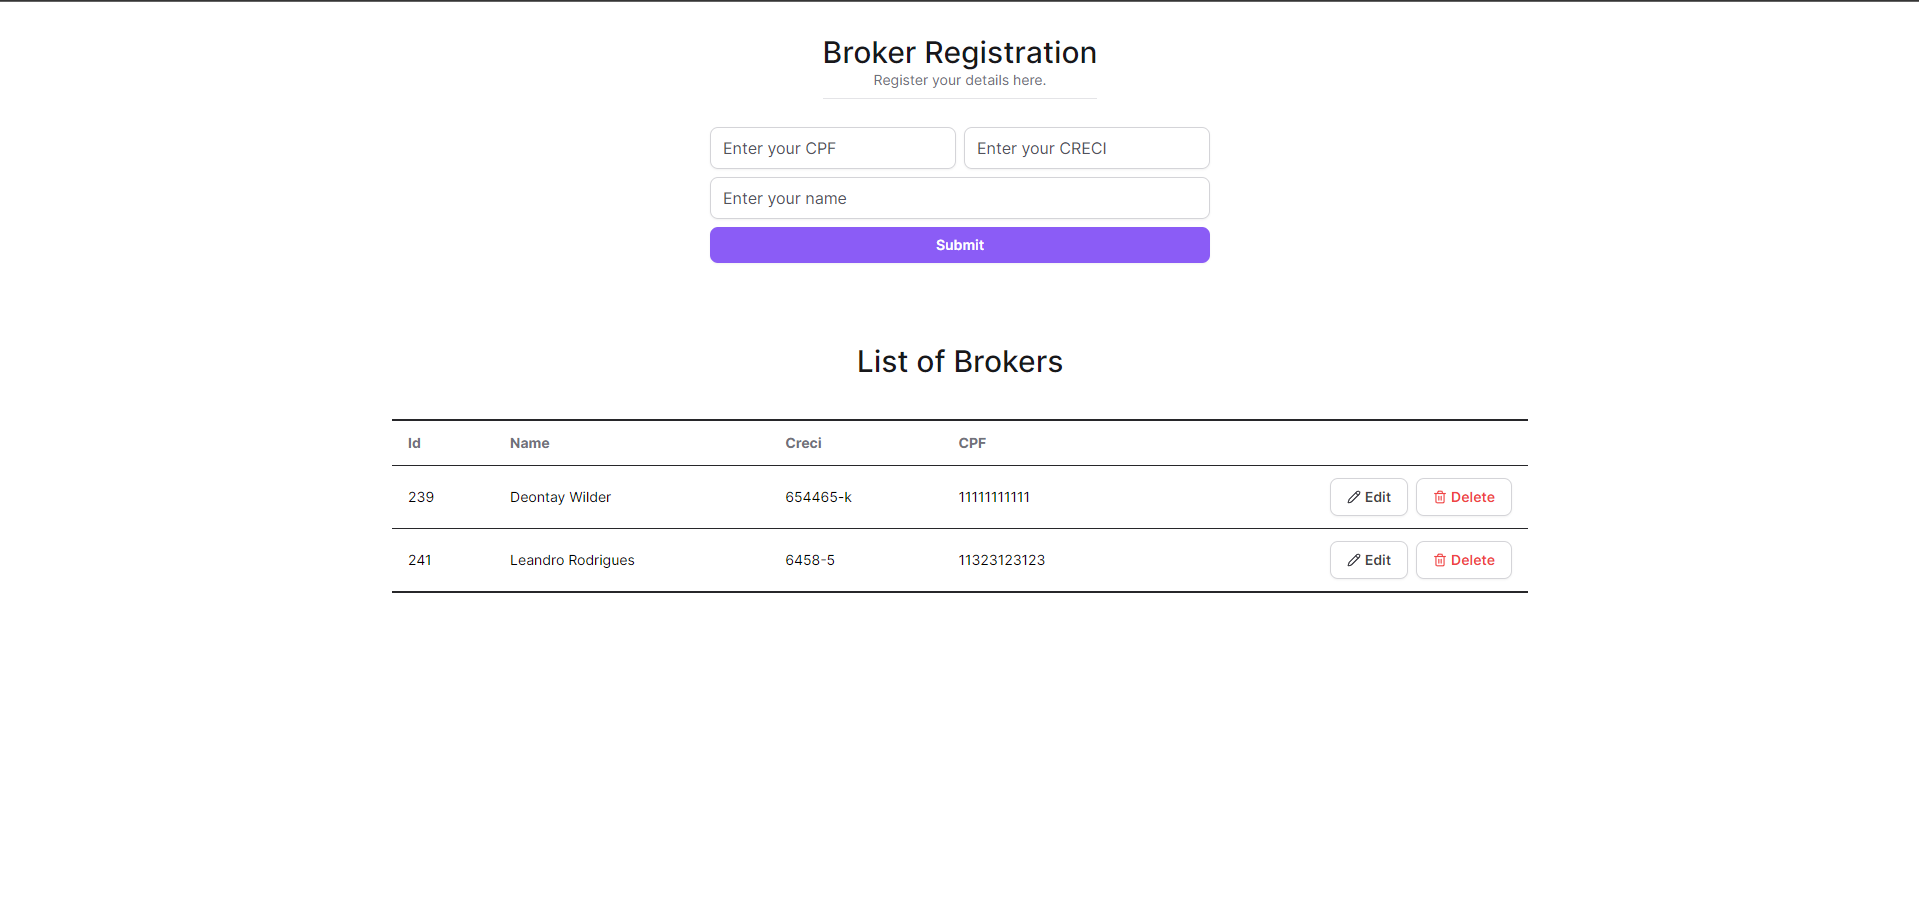 Broker Registration
Register your details here.
Enter your CPF Enter your CRECI
Enter your name
Submit
List of Brokers
Id Name Creci CPF
239 Deontay Wilder 654465-k 11111111111 Edit Delete
241 Leandro Rodrigues 6458-5 11323123123 Edit Delete